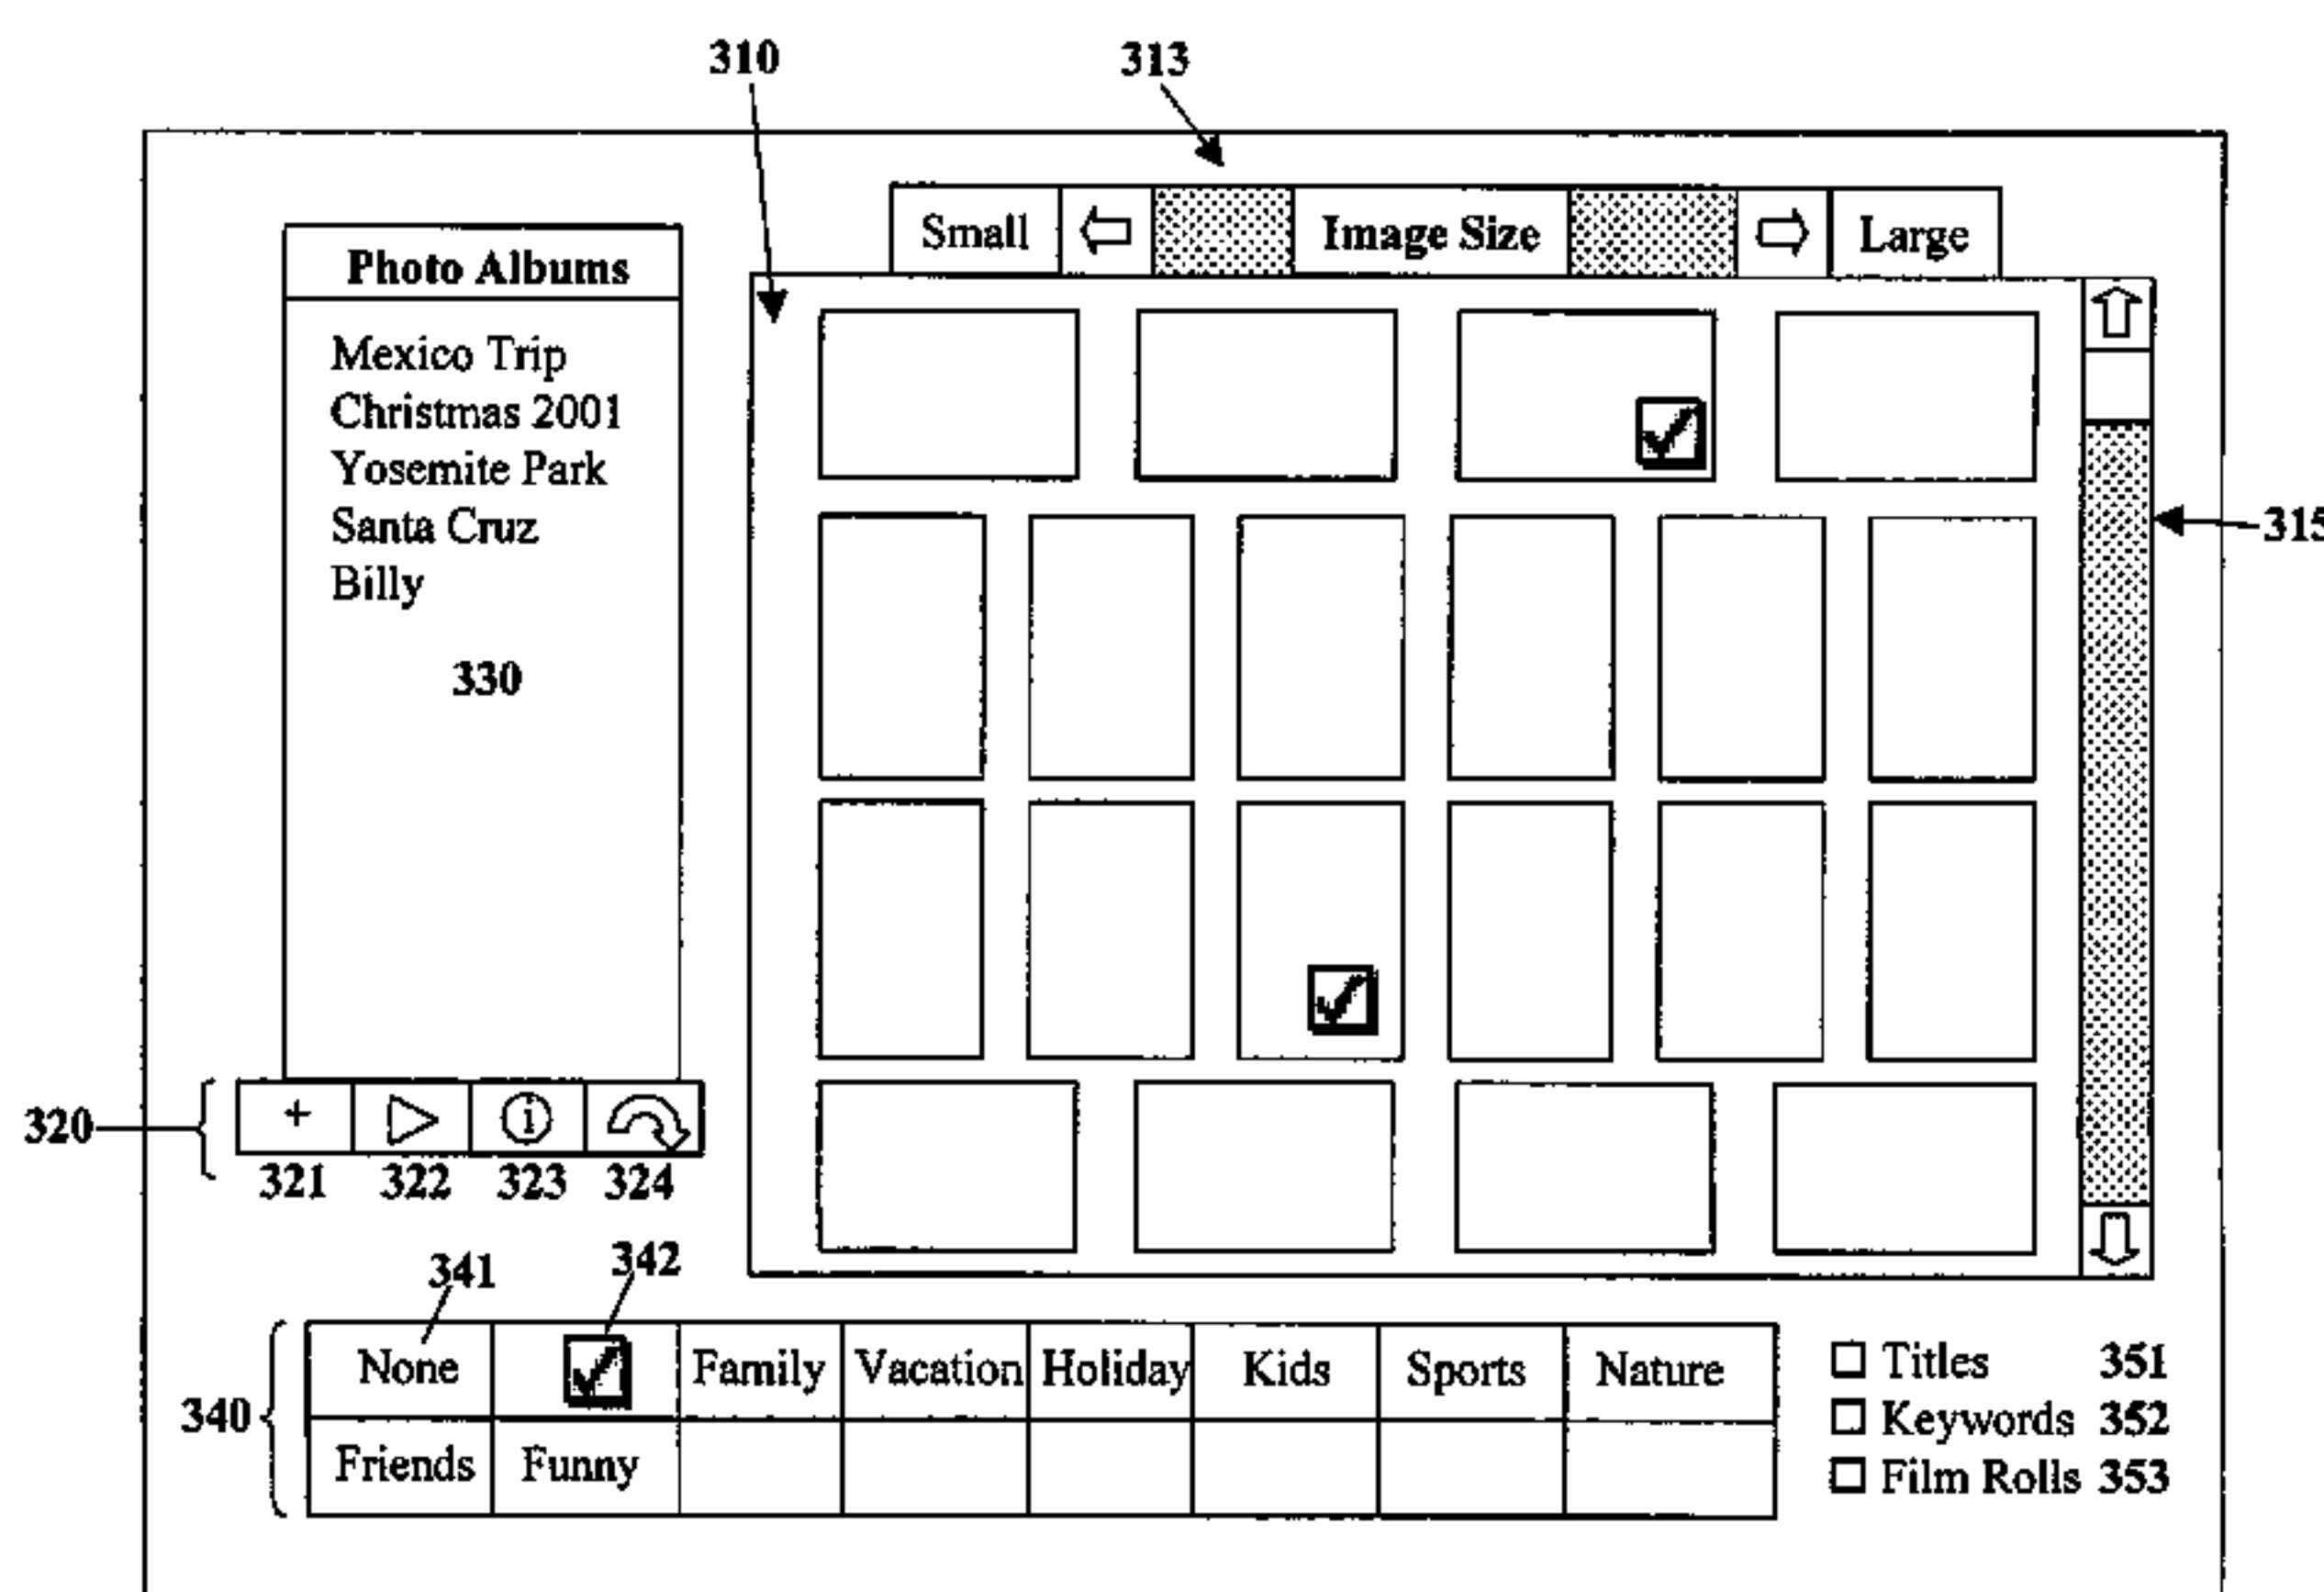 310
313
Small Image Size Large
Photo Albums
Mexico Trip
Christmas 2001
Yosemite Park
Santa Cruz
Billy
330
315
320
+ i
321 322 323 324
341 342
340
None Family Vacation Holiday Kids Sports Nature
Friends Funny
Titles 351
Keywords 352
Film Rolls 353